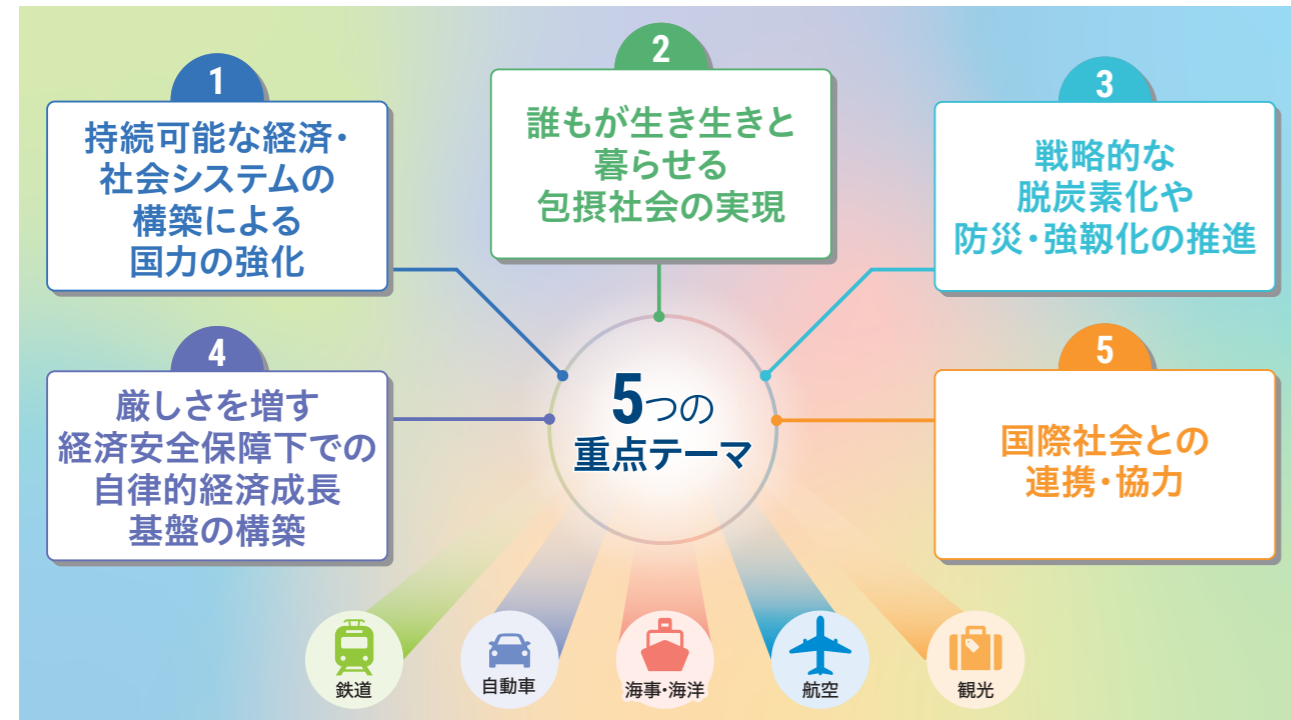 1
持続可能な経済・
社会システムの
構築による
国力の強化
2
誰もが生き生きと
暮らせる
包摂社会の実現
3
戦略的な
脱炭素化や
防災・強靱化の推進
4
厳しさを増す
経済安全保障下での
自律的経済成長
基盤の構築
5つの
重点テーマ
5
国際社会との
連携・協力
鉄道
自動車
海事・海洋
航空
観光